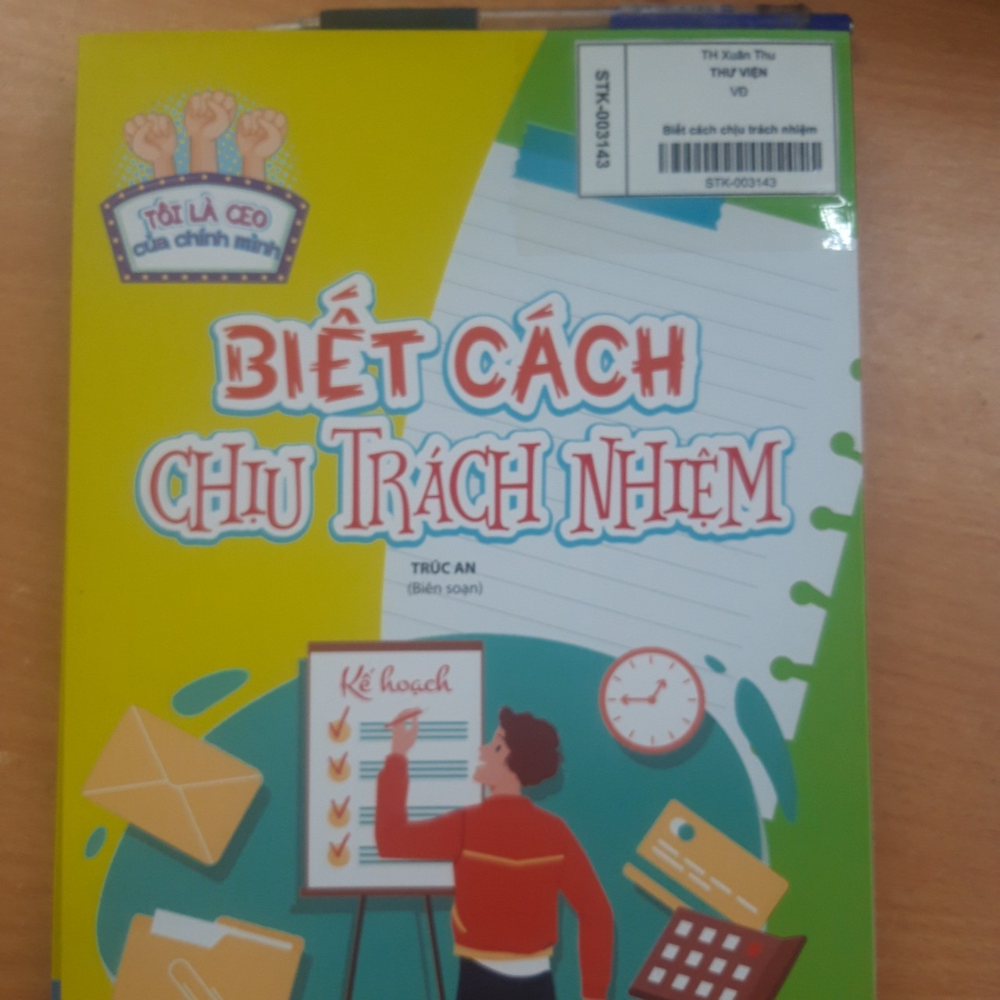 TH Xuân Thu
THƯ VIỆN
VĐ
Biết cách chịu trách nhiệm
STK-003143
STK-003143
TÔI LÀ CEO
của chính mình
BIẾT CÁCH
CHỊU TRÁCH NHIỆM
TRÚC AN
(Biên soạn)
Kế hoạch